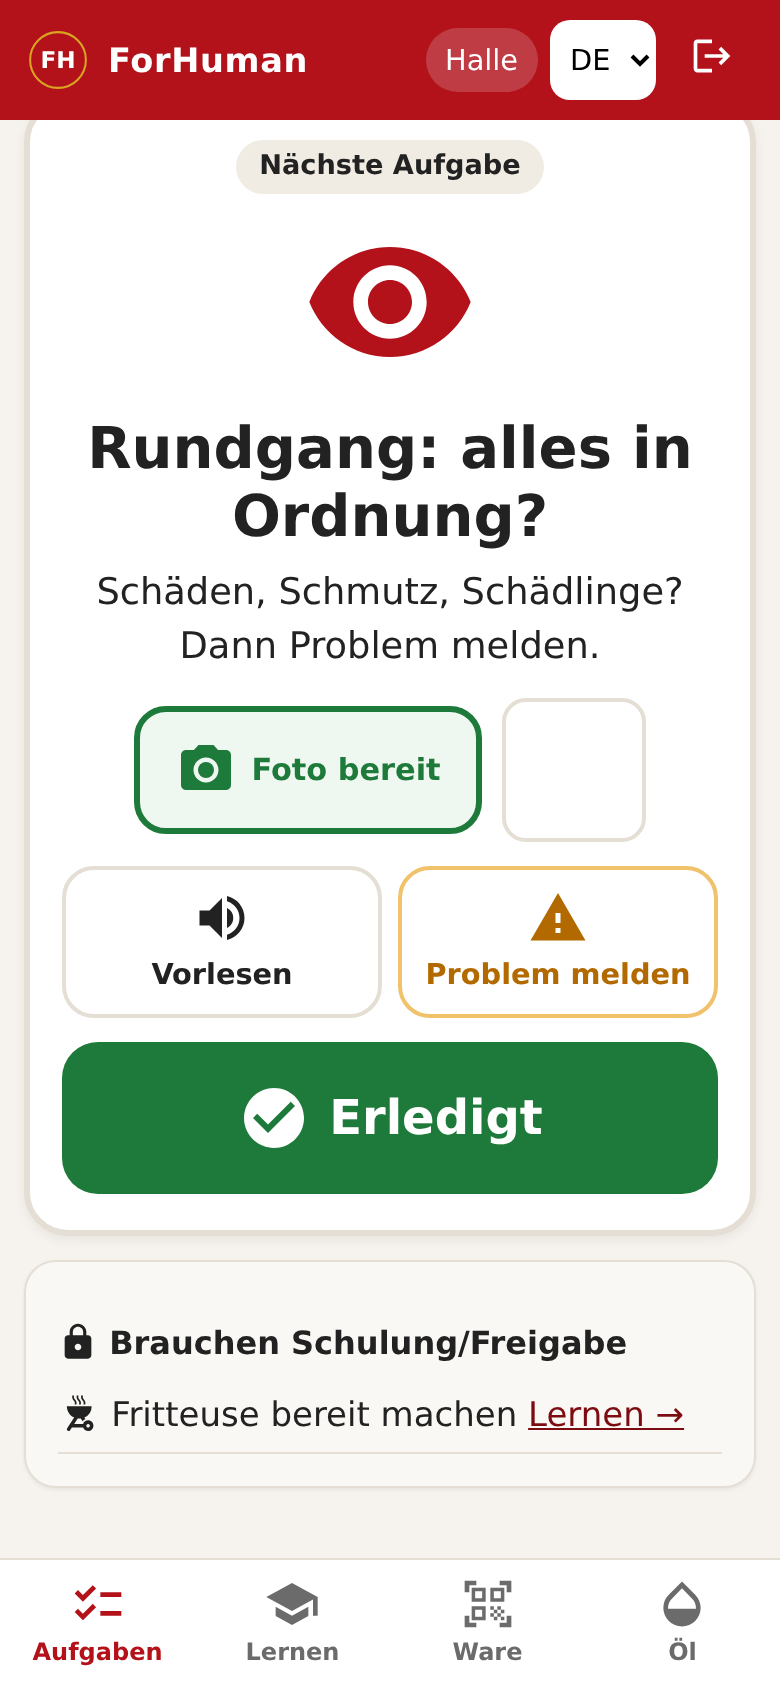 FH ForHuman Halle DE
Nächste Aufgabe
Rundgang: alles in
Ordnung?
Schäden, Schmutz, Schädlinge?
Dann Problem melden.
Foto bereit
Vorlesen Problem melden
Erledigt
Brauchen Schulung/Freigabe
Fritteuse bereit machen Lernen →
Aufgaben Lernen Ware Öl